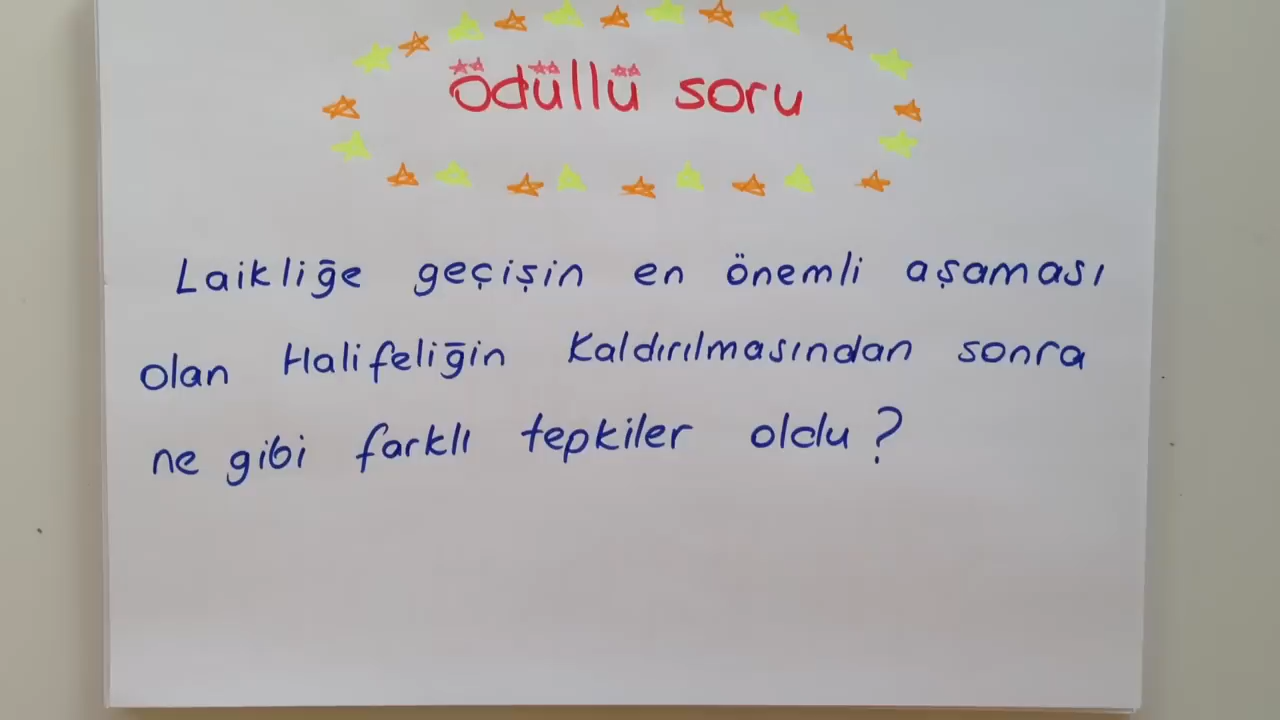 ödüllü soru
Laikliğe geçişin en önemli aşaması
olan Halifeliğin Kaldırılmasından sonra
ne gibi farklı tepkiler oldu?